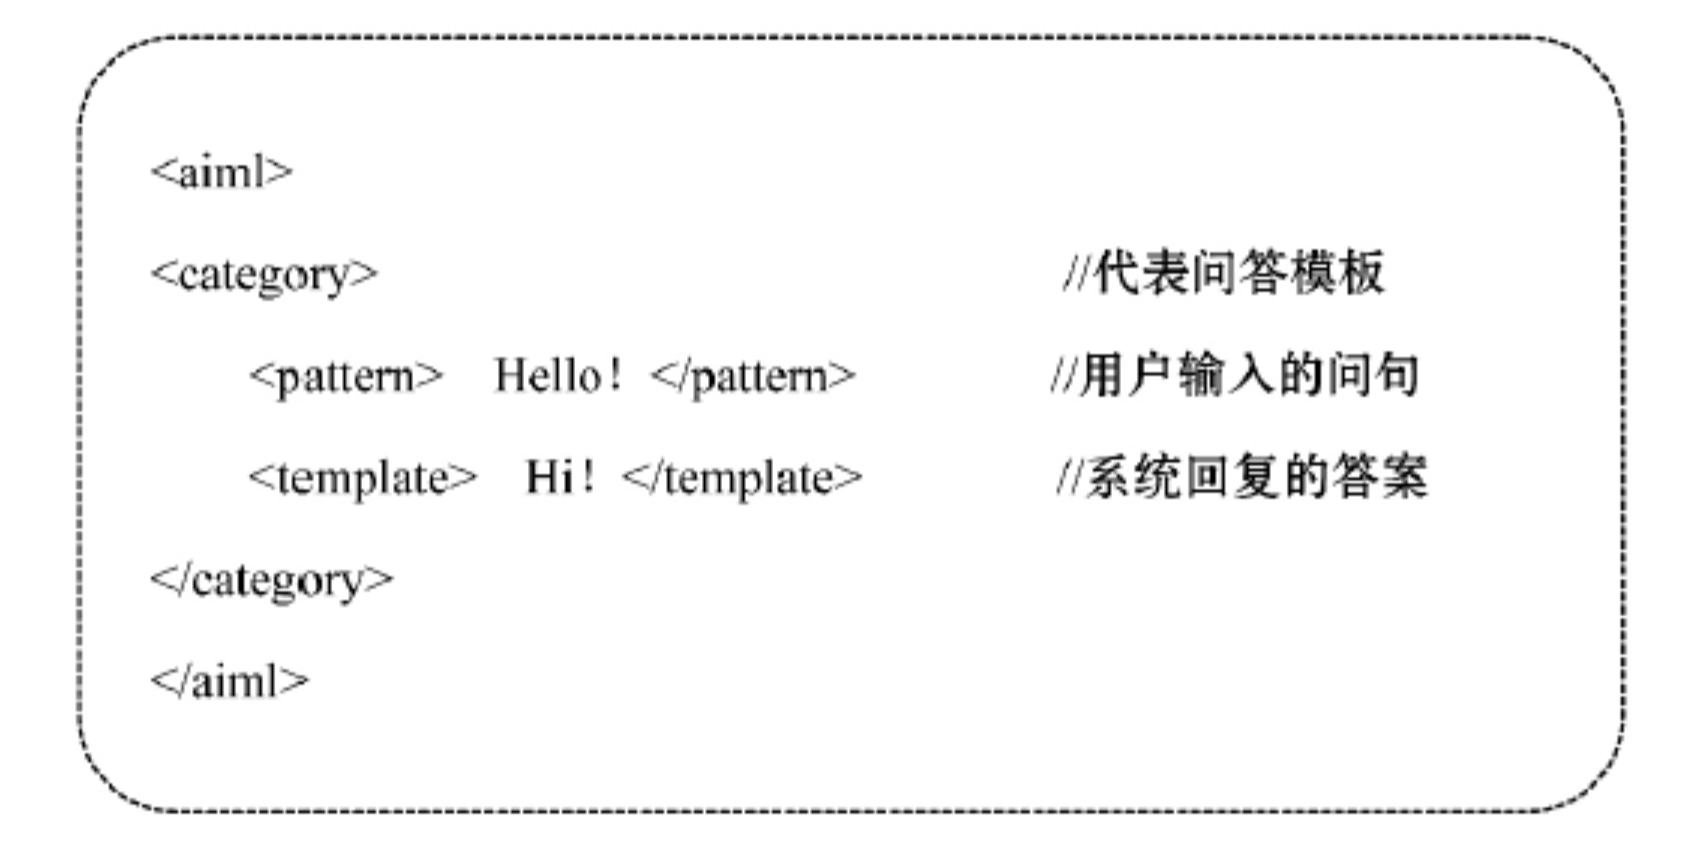 <aiml>
<category> //代表问答模板
<pattern> Hello！ </pattern> //用户输入的问句
<template> Hi！ </template> //系统回复的答案
</category>
</aiml>